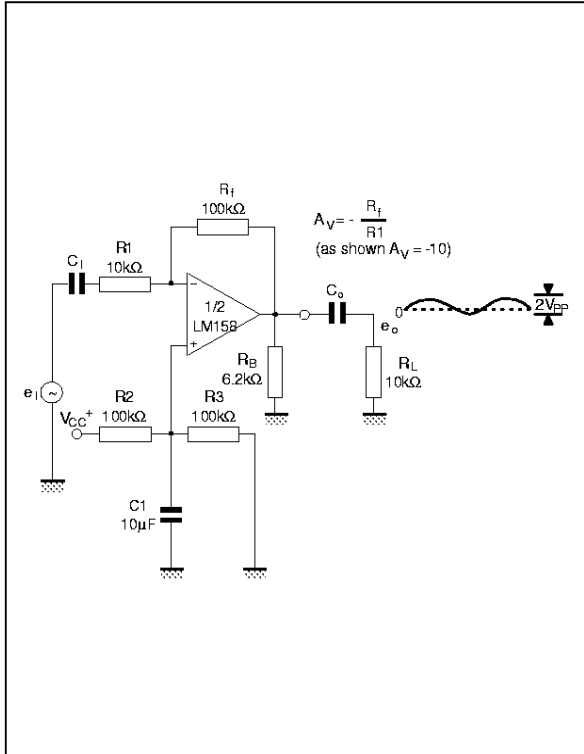 Rf
100kΩ
AV = - Rf
R1
(as shown AV = -10)
R1
10kΩ
CI
1/2
LM158
Co
0
2VPP
eo
RB
6.2kΩ
RL
10kΩ
eI
~
VCC+
R2
100kΩ
R3
100kΩ
C1
10µF